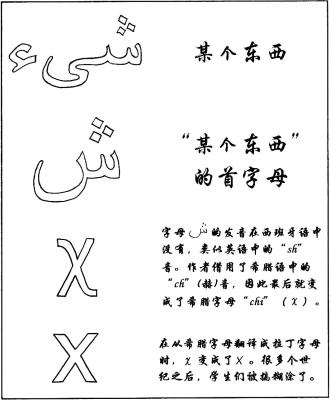 شىء
某个东西
ش
“某个东西”
的首字母
χ
字母ش的发音在西班牙语中
没有，类似英语中的“sh”
音。作者借用了希腊语中的
“ch”(赫)音，因此最后就变
成了希腊字母“chi”（χ）。
X
在从希腊字母翻译成拉丁字母
时，χ变成了X。很多个世
纪之后，学生们被搞糊涂了。